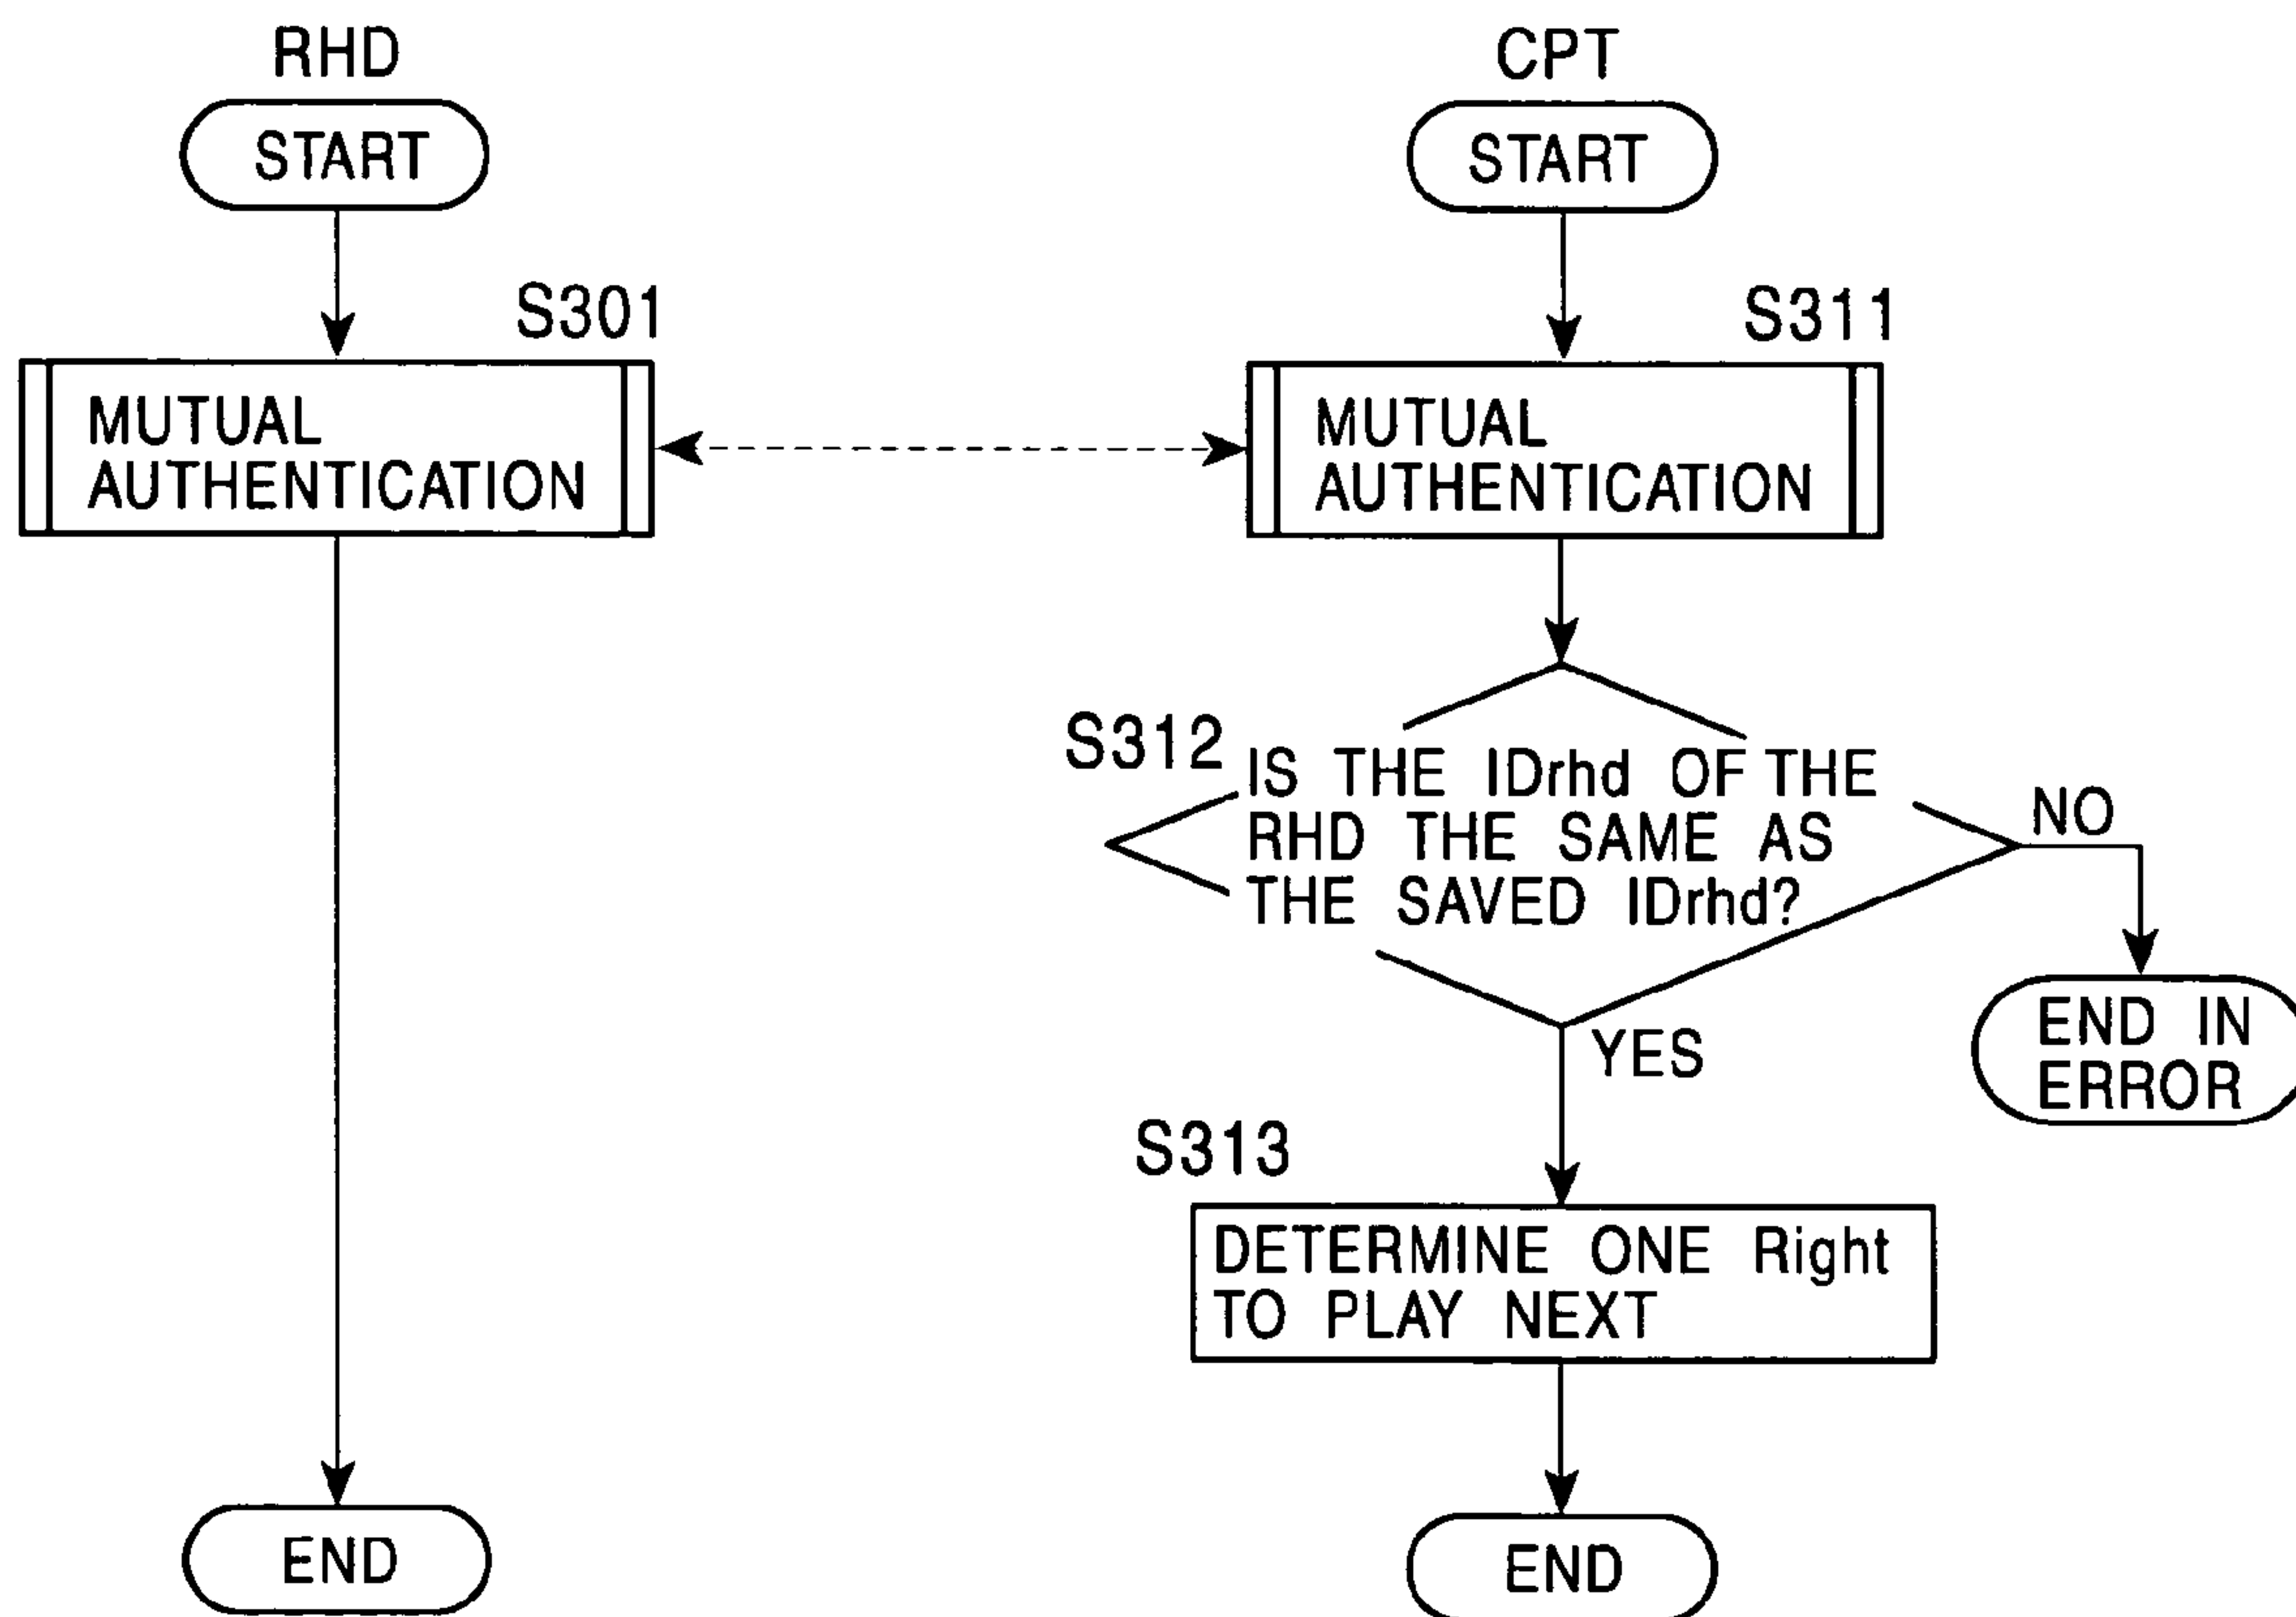 RHD
START
S301
MUTUAL
AUTHENTICATION
END
CPT
START
S311
MUTUAL
AUTHENTICATION
S312
IS THE IDrhd OF THE
RHD THE SAME AS
THE SAVED IDrhd?
NO
END IN
ERROR
YES
S313
DETERMINE ONE Right
TO PLAY NEXT
END